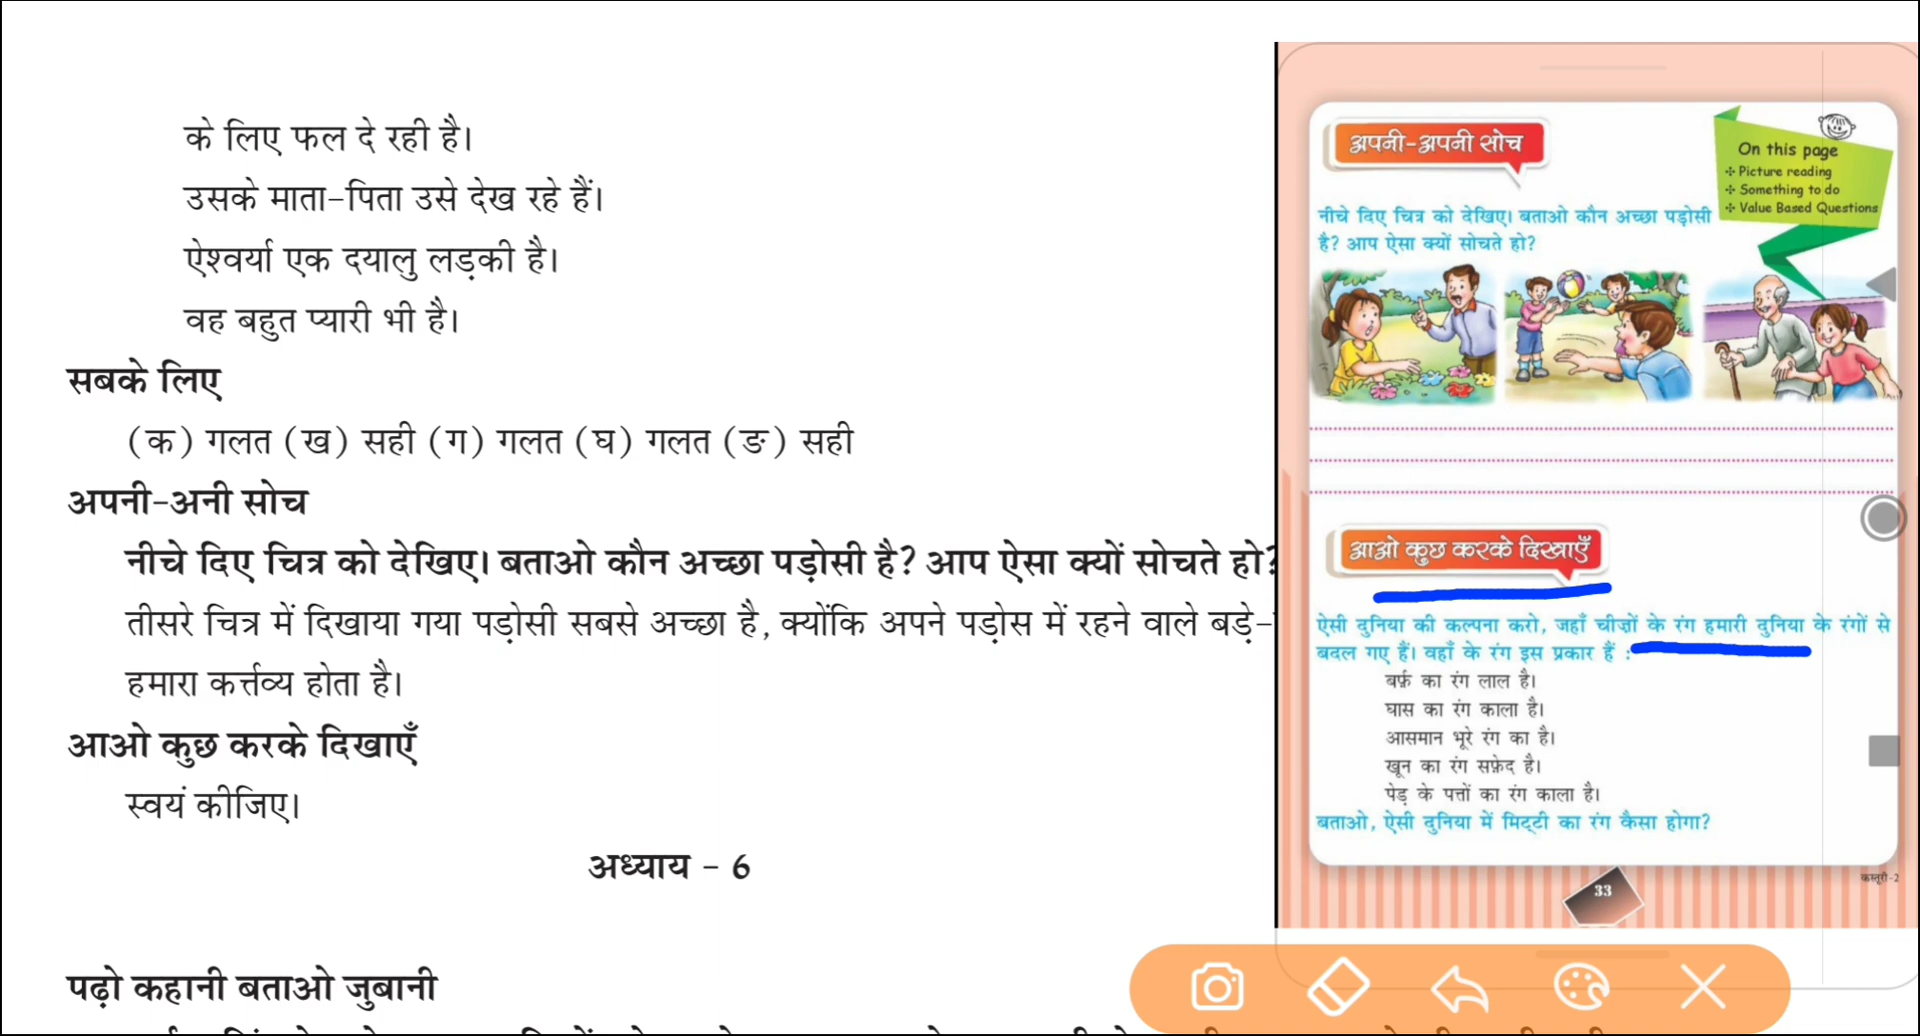 के लिए फल दे रही है।
उसके माता-पिता उसे देख रहे हैं।
ऐश्वर्या एक दयालु लड़की है।
वह बहुत प्यारी भी है।
सबके लिए
(क) गलत (ख) सही (ग) गलत (घ) गलत (ङ) सही
अपनी-अनी सोच
नीचे दिए चित्र को देखिए। बताओ कौन अच्छा पड़ोसी है? आप ऐसा क्यों सोचते हो?
तीसरे चित्र में दिखाया गया पड़ोसी सबसे अच्छा है, क्योंकि अपने पड़ोस में रहने वाले बड़े-
हमारा कर्त्तव्य होता है।
आओ कुछ करके दिखाएँ
स्वयं कीजिए।
अध्याय - 6
पढ़ो कहानी बताओ जुबानी
अपनी-अपनी सोच
On this page
Picture reading
Something to do
Value Based Questions
नीचे दिए चित्र को देखिए। बताओ कौन अच्छा पड़ोसी
है? आप ऐसा क्यों सोचते हो?
आओ कुछ करके दिखाएँ
ऐसी दुनिया की कल्पना करो, जहाँ चीज़ों के रंग हमारी दुनिया के रंगों से
बदल गए हैं। वहाँ के रंग इस प्रकार हैं :
बर्फ़ का रंग लाल है।
घास का रंग काला है।
आसमान भूरे रंग का है।
खून का रंग सफ़ेद है।
पेड़ के पत्तों का रंग काला है।
बताओ, ऐसी दुनिया में मिट्टी का रंग कैसा होगा?
कस्तूरी-2
33